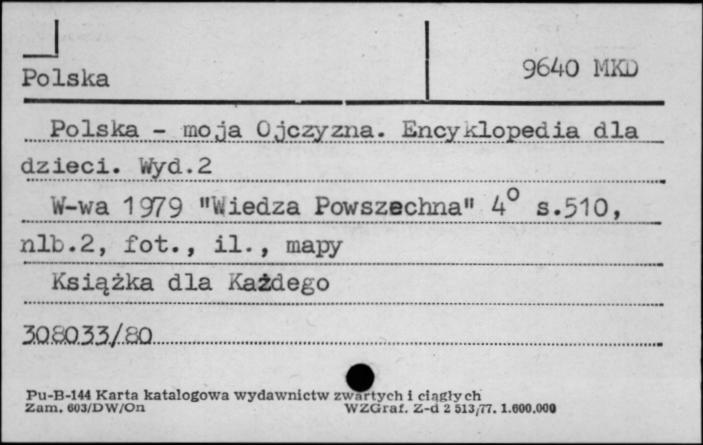 Polska
9640 MKD
Polska - moja Ojczyzna. Encyklopedia dla
dzieci. Wyd.2
W-wa 1979 "Wiedza Powszechna" 4° s.510,
nlb.2, fot., il., mapy
Książka dla Każdego
308033/80
Pu-B-144 Karta katalogowa wydawnictw zwartych i ciągłych
Zam. 603/DW/On WZGraf. Z-d 2 513/77. 1.600.000